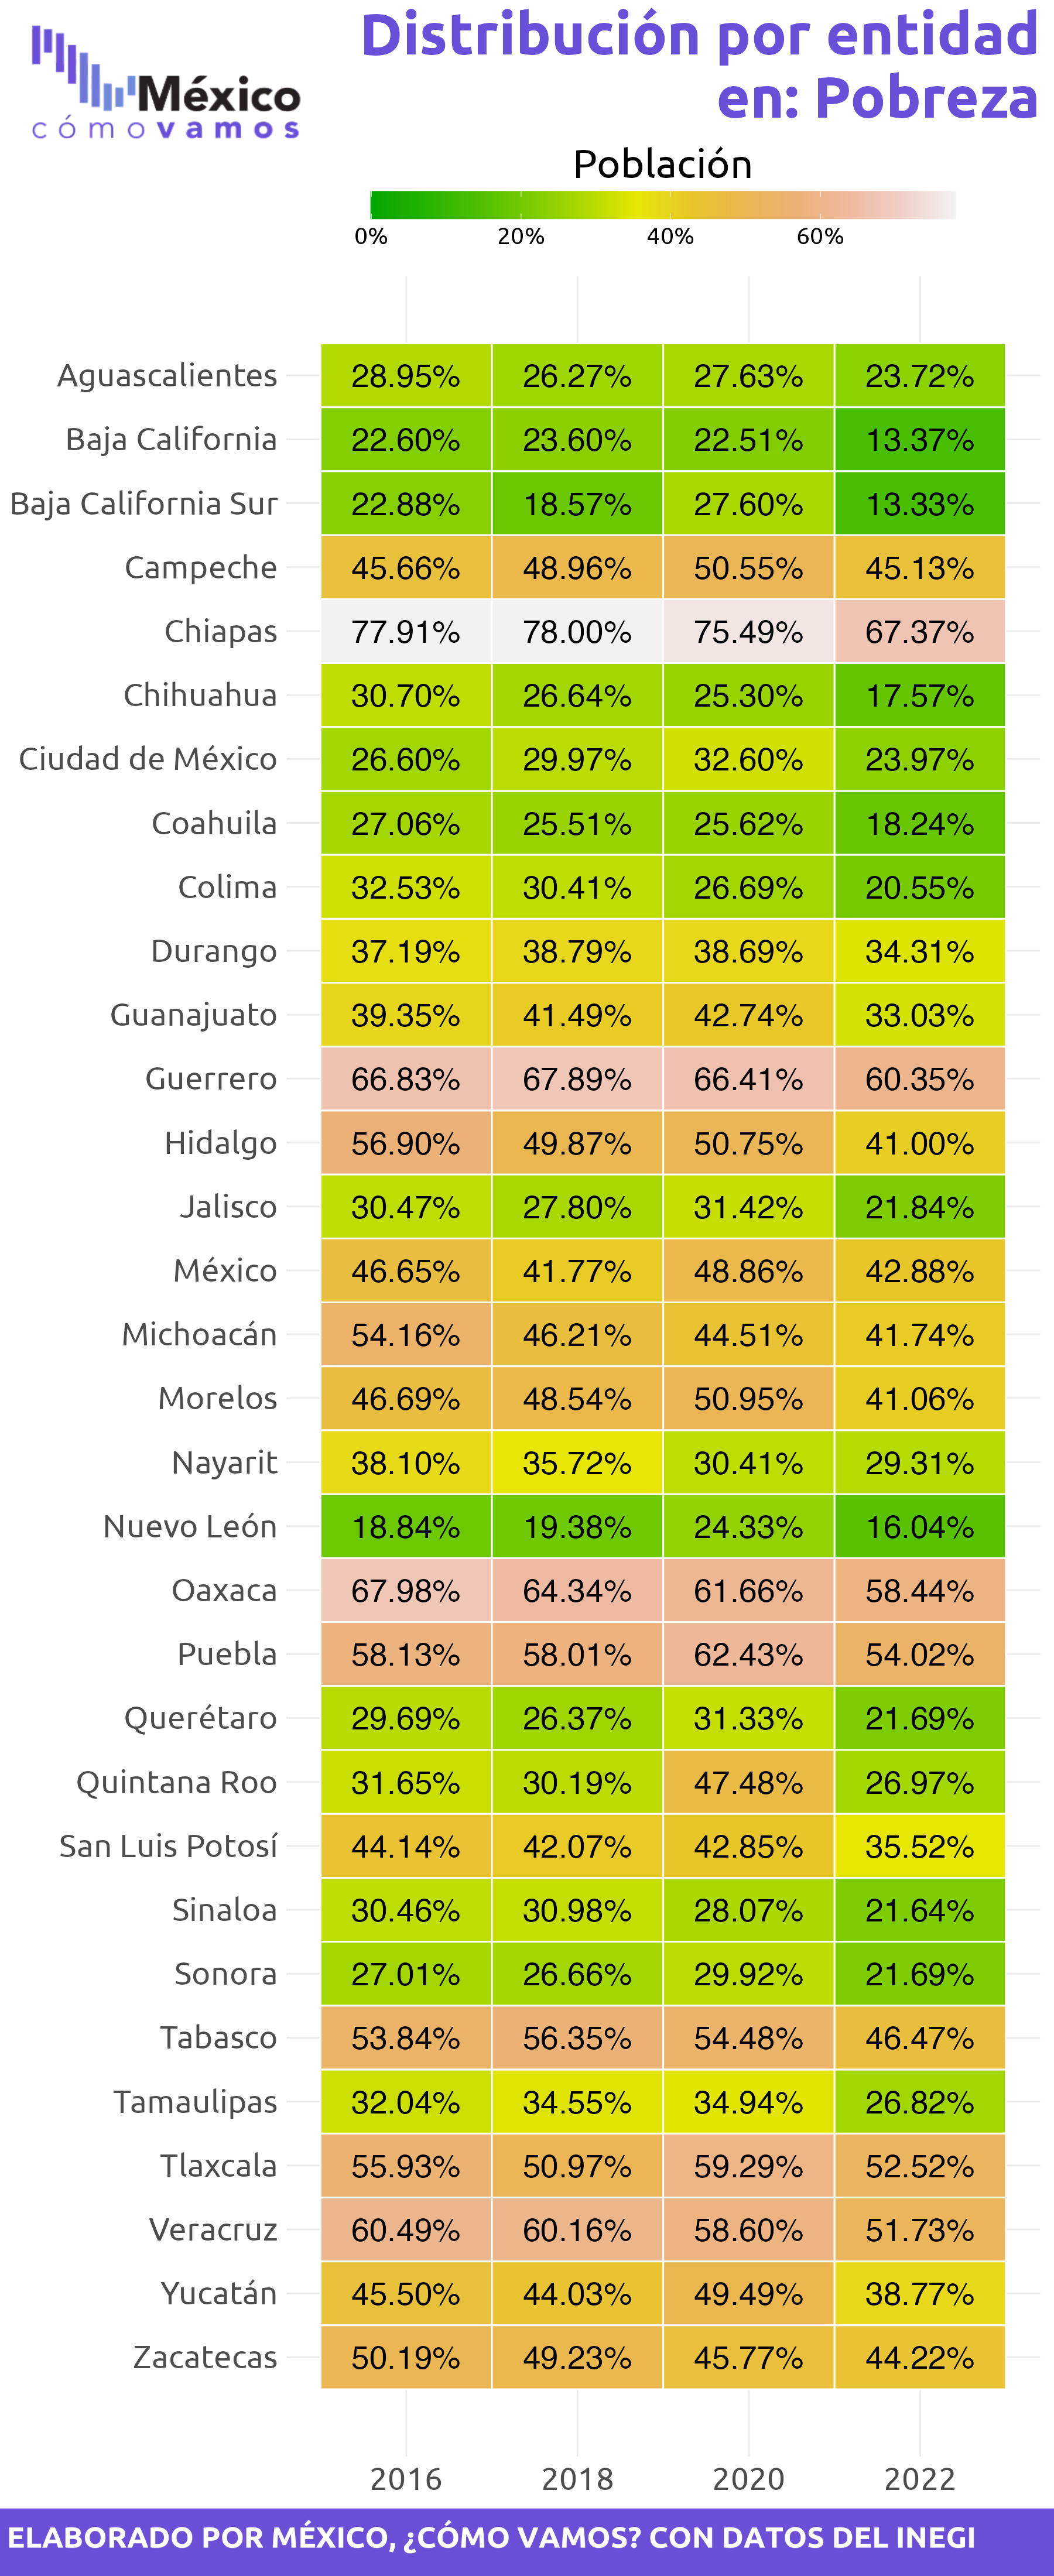 México
cómovamos
Distribución por entidad
en: Pobreza
Población
0% 20% 40% 60%
Aguascalientes 28.95% 26.27% 27.63% 23.72%
Baja California 22.60% 23.60% 22.51% 13.37%
Baja California Sur 22.88% 18.57% 27.60% 13.33%
Campeche 45.66% 48.96% 50.55% 45.13%
Chiapas 77.91% 78.00% 75.49% 67.37%
Chihuahua 30.70% 26.64% 25.30% 17.57%
Ciudad de México 26.60% 29.97% 32.60% 23.97%
Coahuila 27.06% 25.51% 25.62% 18.24%
Colima 32.53% 30.41% 26.69% 20.55%
Durango 37.19% 38.79% 38.69% 34.31%
Guanajuato 39.35% 41.49% 42.74% 33.03%
Guerrero 66.83% 67.89% 66.41% 60.35%
Hidalgo 56.90% 49.87% 50.75% 41.00%
Jalisco 30.47% 27.80% 31.42% 21.84%
México 46.65% 41.77% 48.86% 42.88%
Michoacán 54.16% 46.21% 44.51% 41.74%
Morelos 46.69% 48.54% 50.95% 41.06%
Nayarit 38.10% 35.72% 30.41% 29.31%
Nuevo León 18.84% 19.38% 24.33% 16.04%
Oaxaca 67.98% 64.34% 61.66% 58.44%
Puebla 58.13% 58.01% 62.43% 54.02%
Querétaro 29.69% 26.37% 31.33% 21.69%
Quintana Roo 31.65% 30.19% 47.48% 26.97%
San Luis Potosí 44.14% 42.07% 42.85% 35.52%
Sinaloa 30.46% 30.98% 28.07% 21.64%
Sonora 27.01% 26.66% 29.92% 21.69%
Tabasco 53.84% 56.35% 54.48% 46.47%
Tamaulipas 32.04% 34.55% 34.94% 26.82%
Tlaxcala 55.93% 50.97% 59.29% 52.52%
Veracruz 60.49% 60.16% 58.60% 51.73%
Yucatán 45.50% 44.03% 49.49% 38.77%
Zacatecas 50.19% 49.23% 45.77% 44.22%
2016 2018 2020 2022
ELABORADO POR MÉXICO, ¿CÓMO VAMOS? CON DATOS DEL INEGI